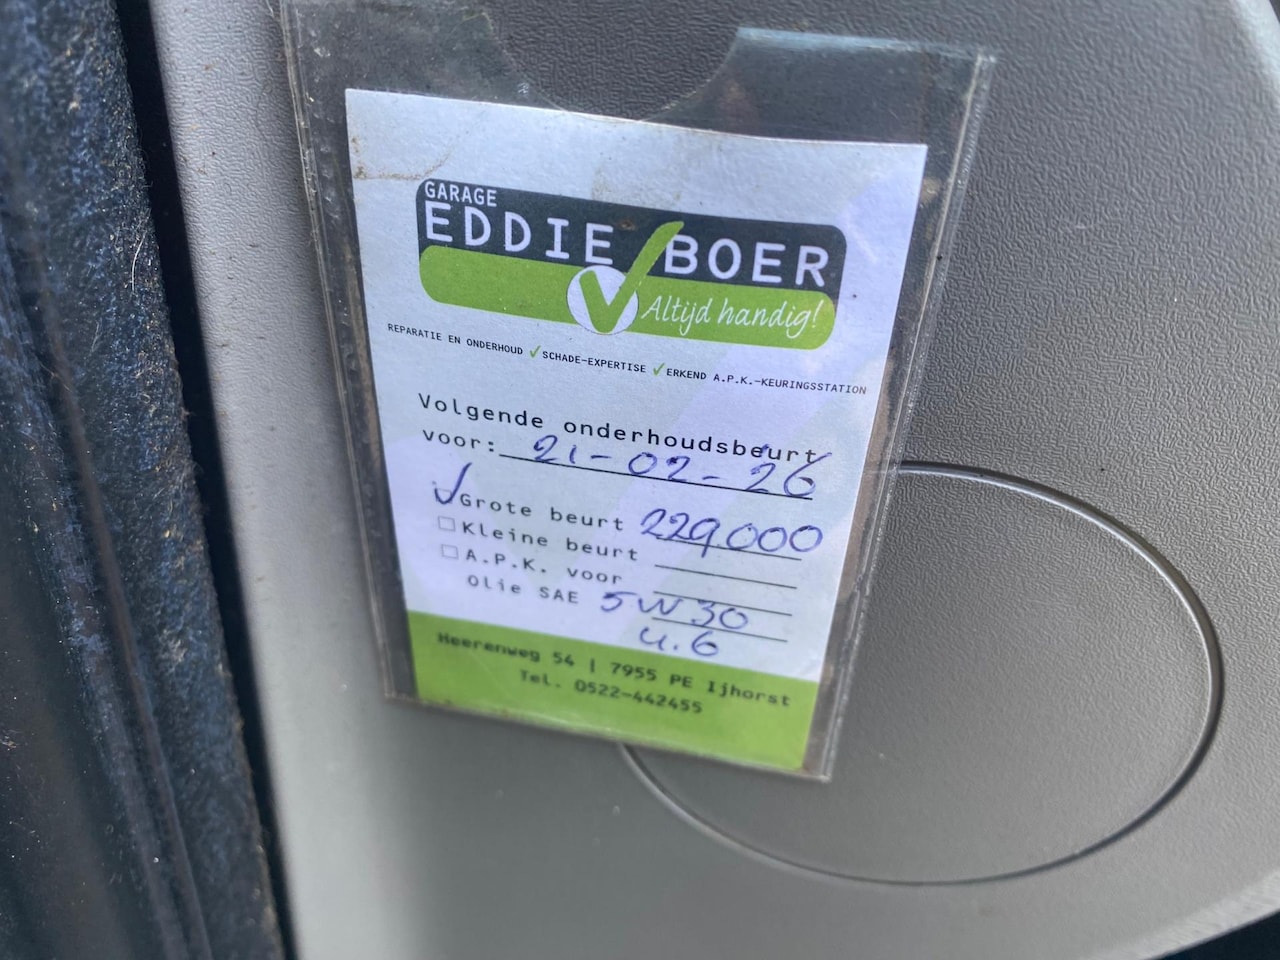 GARAGE
EDDIE BOER
Altijd handig!
REPARATIE EN ONDERHOUD ✓ SCHADE-EXPERTISE ✓ ERKEND A.P.K.-KEURINGSSTATION
Volgende onderhoudsbeurt
voor: 21-02-26
✓ Grote beurt 229.000
☐ Kleine beurt
☐ A.P.K. voor
Olie SAE 5W30
4.6
Heerenweg 54 | 7955 PE Ijhorst
Tel. 0522-442455